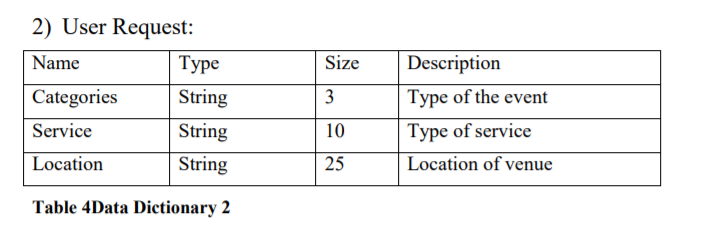 2) User Request:
Name Type Size Description
Categories String 3 Type of the event
Service String 10 Type of service
Location String 25 Location of venue
Table 4Data Dictionary 2